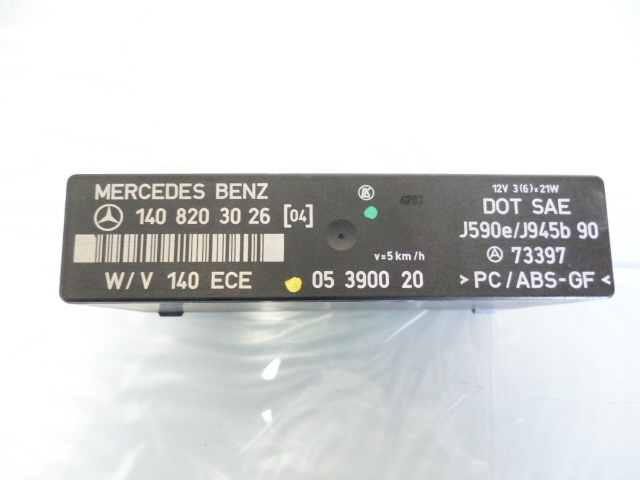 MERCEDES BENZ
140 820 30 26 [04]
W/V 140 ECE
v=5km/h
05 3900 20
12V 3(6)x21W
DOT SAE
J590e/J945b 90
A 73397
>PC/ABS-GF<